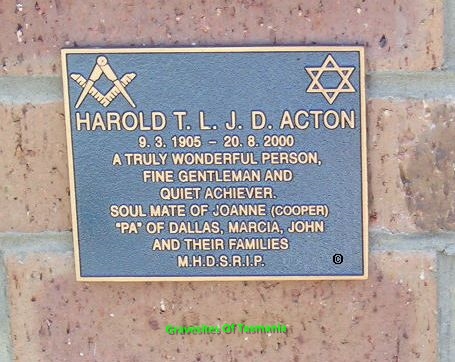 HAROLD T. L. J. D. ACTON
9. 3. 1905 - 20. 8. 2000
A TRULY WONDERFUL PERSON,
FINE GENTLEMAN AND
QUIET ACHIEVER.
SOUL MATE OF JOANNE (COOPER)
"PA" OF DALLAS, MARCIA, JOHN
AND THEIR FAMILIES
M.H.D.S.R.I.P.
©
Gravesites Of Tasmania